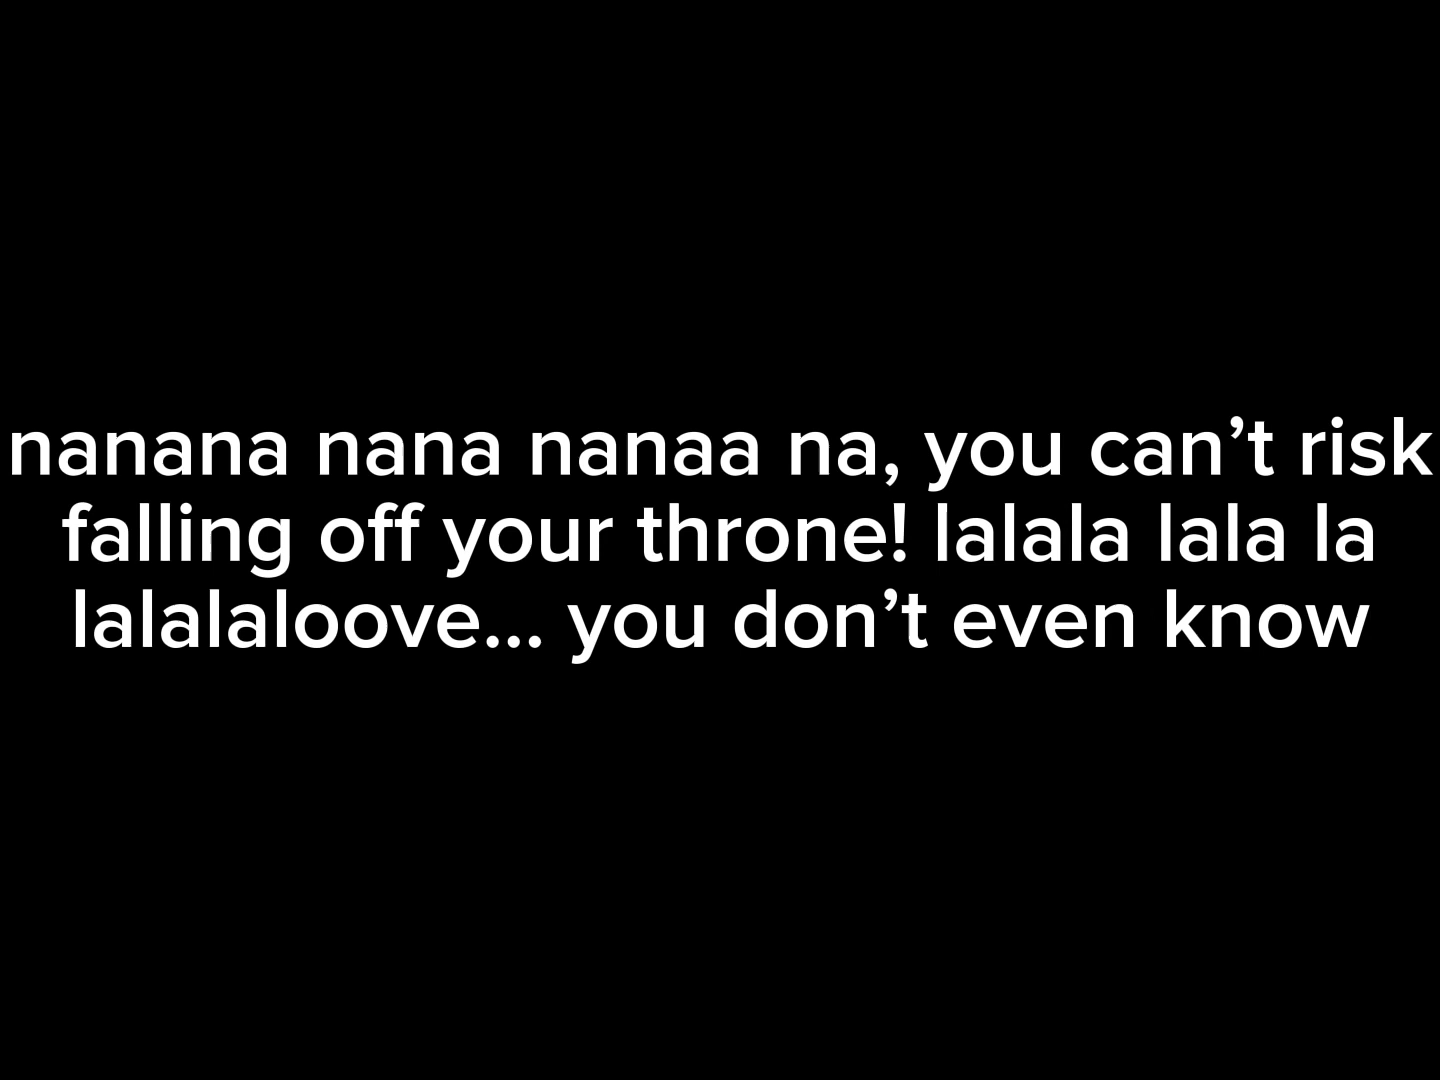 nanana nana nanaa na, you can’t risk
falling off your throne! lalala lala la
lalalaloove... you don’t even know